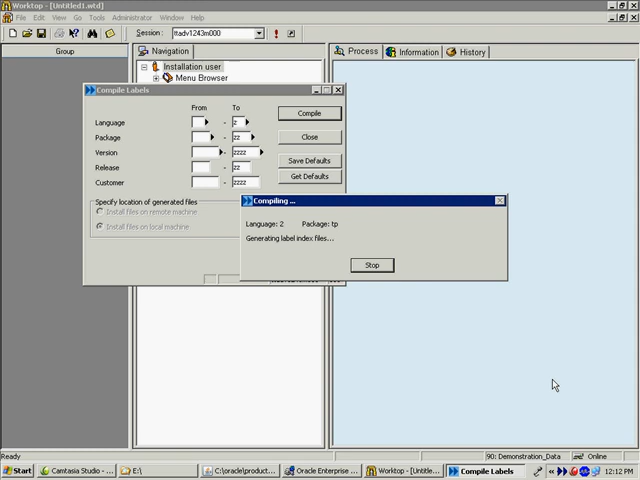 Worktop - [Untitled1.wtd]
File Edit View Go Tools Administrator Window Help
Session: ttadv1243m000
Group
Navigation
Process Information History
Installation user
Menu Browser
Compile Labels
From To
Language - z
Package - zz
Version - zzzz
Release - zz
Customer - zzzz
Compile
Close
Save Defaults
Get Defaults
Specify location of generated files
Install files on remote machine
Install files on local machine
Compiling ...
Language: 2 Package: tp
Generating label index files...
Stop
Ready
90: Demonstration_Data Online
Start Camtasia Studio - ... E:\ C:\oracle\product... Oracle Enterprise ... Worktop - [Untitle... Compile Labels 12:12 PM